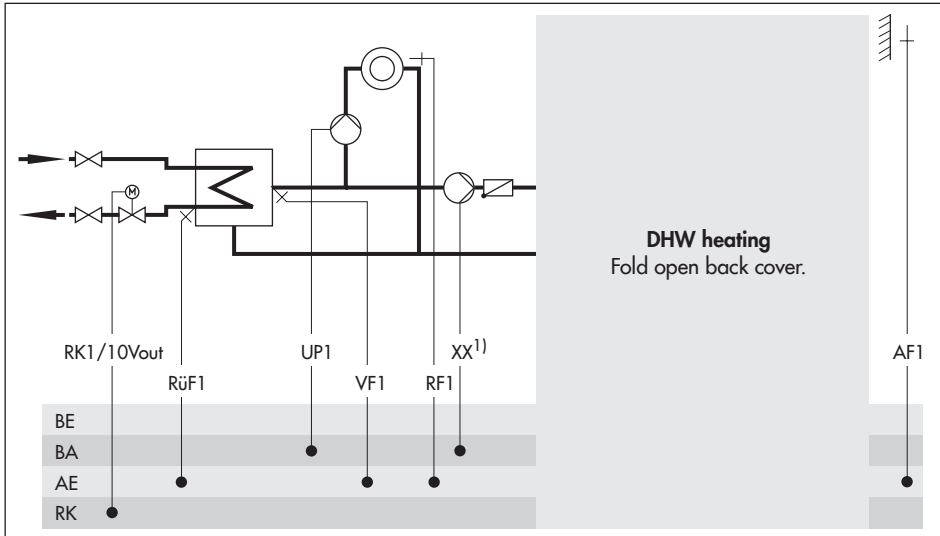 M
DHW heating
Fold open back cover.
RK1/10Vout
UP1
XX1)
AF1
RüF1
VF1
RF1
BE
BA
AE
RK